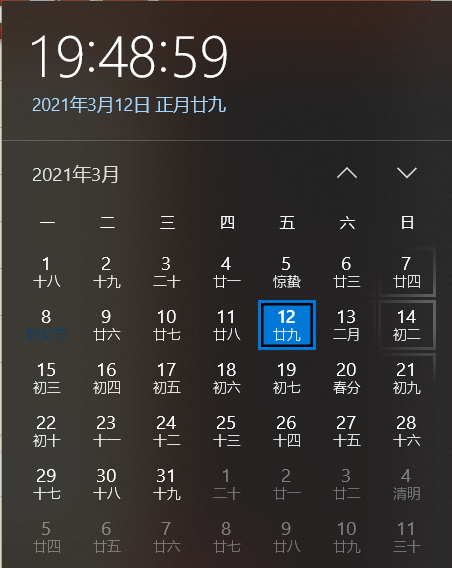 19:48:59
2021年3月12日 正月廿九
2021年3月
一 二 三 四 五 六 日
1 2 3 4 5 6 7
十八 十九 二十 廿一 惊蛰 廿三 廿四
8 9 10 11 12 13 14
廿六 廿七 廿八 廿九 二月 初二
15 16 17 18 19 20 21
初三 初四 初五 初六 初七 春分 初九
22 23 24 25 26 27 28
初十 十一 十二 十三 十四 十五 十六
29 30 31 1 2 3 4
十七 十八 十九 二十 廿一 廿二 清明
5 6 7 8 9 10 11
廿四 廿五 廿六 廿七 廿八 廿九 三十